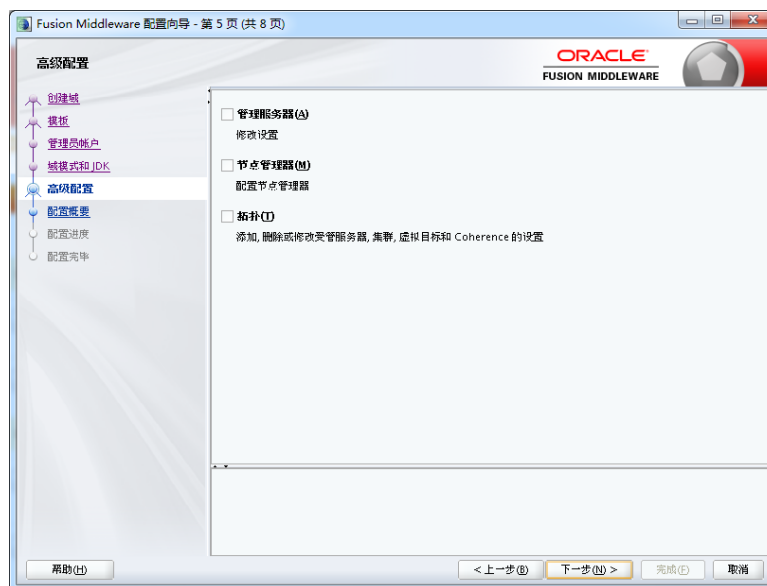 Fusion Middleware 配置向导 - 第 5 页 (共 8 页)
高级配置
ORACLE
FUSION MIDDLEWARE
创建域
模板
管理员帐户
域模式和 JDK
高级配置
配置概要
配置进度
配置完毕
管理服务器(A)
修改设置
节点管理器(M)
配置节点管理器
拓扑(T)
添加, 删除或修改受管服务器, 集群, 虚拟目标和 Coherence 的设置
帮助(H)
< 上一步(B)
下一步(N) >
完成(F)
取消